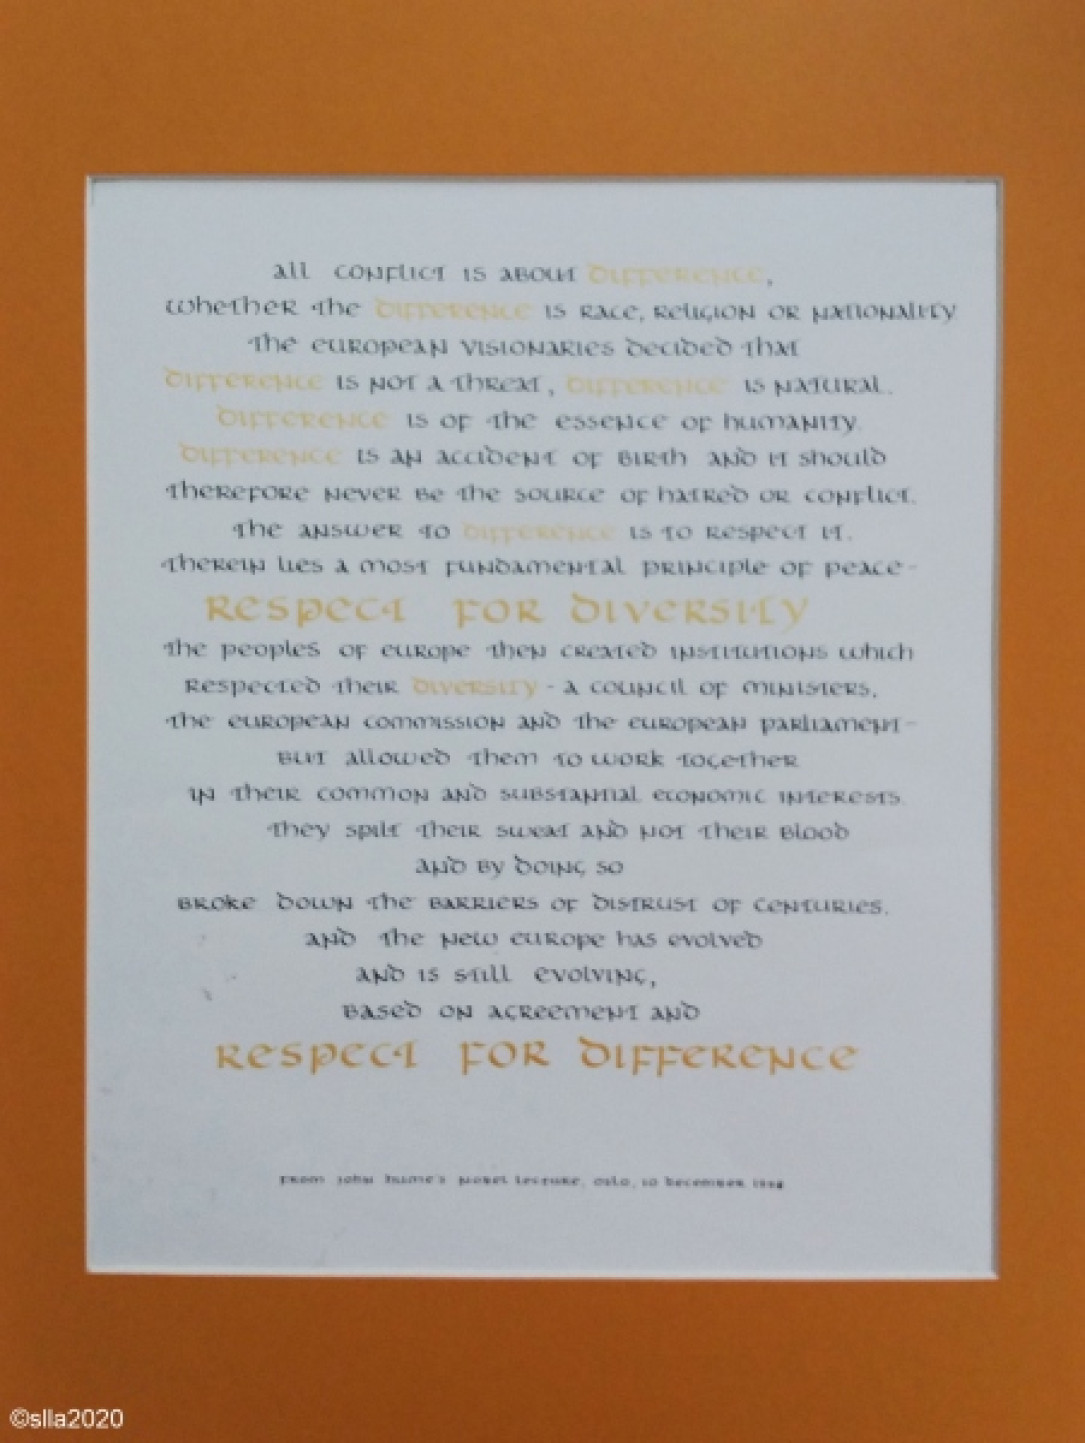 All conflict is about difference,
whether the difference is race, religion or nationality.
The European visionaries decided that
difference is not a threat, difference is natural.
Difference is of the essence of humanity.
Difference is an accident of birth and it should
therefore never be the source of hatred or conflict.
The answer to difference is to respect it.
Therein lies a most fundamental principle of peace -
Respect for Diversity
The peoples of Europe then created institutions which
respected their diversity - a Council of Ministers,
the European Commission and the European Parliament -
but allowed them to work together
in their common and substantial economic interests.
They spilt their sweat and not their blood
and by doing so
broke down the barriers of distrust of centuries.
and the new Europe has evolved
and is still evolving,
based on agreement and
Respect for Difference
From John Hume's Nobel Lecture, Oslo, 10 December 1998
©slla2020